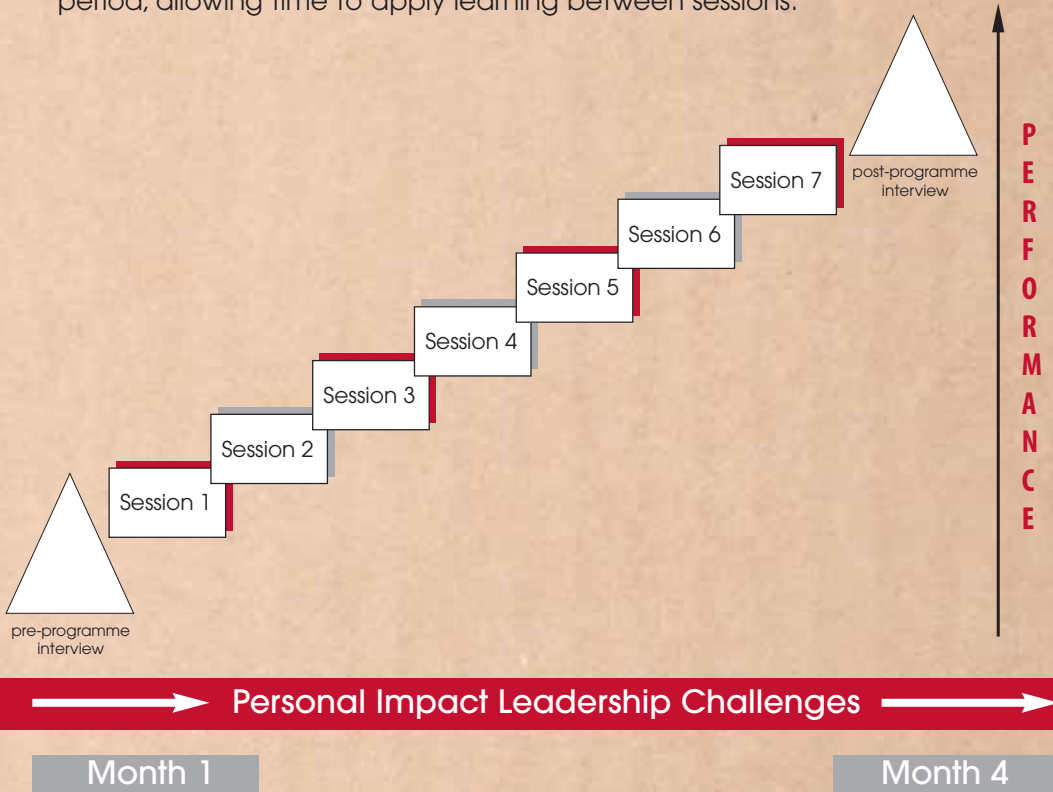 period, allowing time to apply learning between sessions.
Session 7
post-programme
interview
Session 6
Session 5
Session 4
Session 3
Session 2
Session 1
pre-programme
interview
PERFORMANCE
Personal Impact Leadership Challenges
Month 1
Month 4